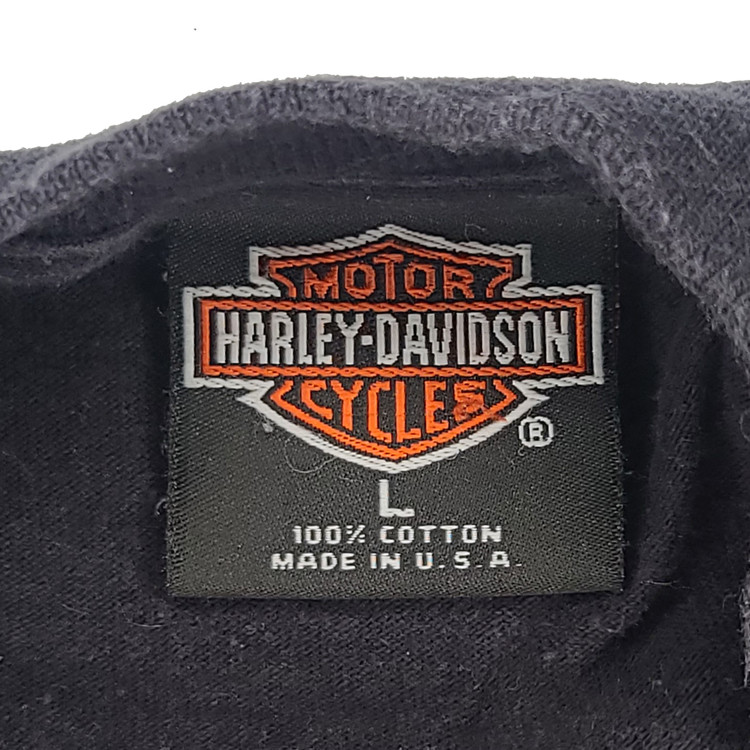 MOTOR
HARLEY-DAVIDSON
CYCLES
®
L
100% COTTON
MADE IN U.S.A.